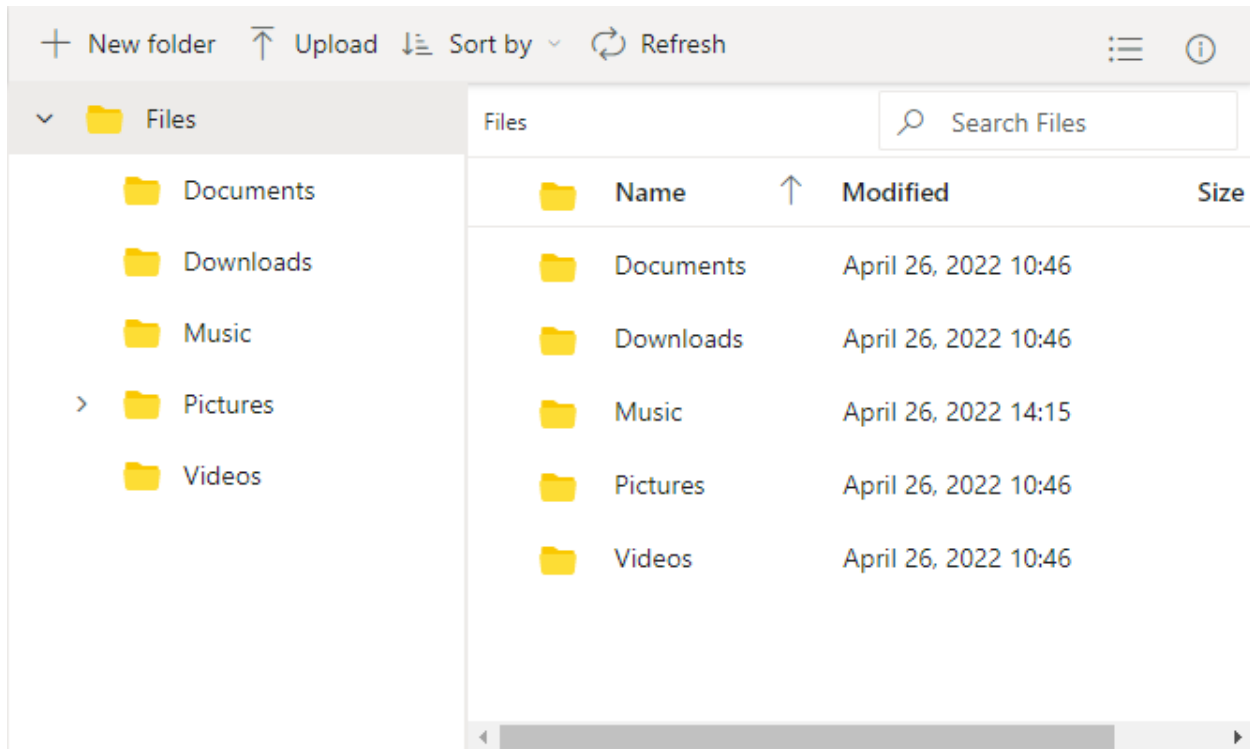 New folder Upload Sort by Refresh
Files
Documents
Downloads
Music
Pictures
Videos
Files Search Files
Name Modified Size
Documents April 26, 2022 10:46
Downloads April 26, 2022 10:46
Music April 26, 2022 14:15
Pictures April 26, 2022 10:46
Videos April 26, 2022 10:46